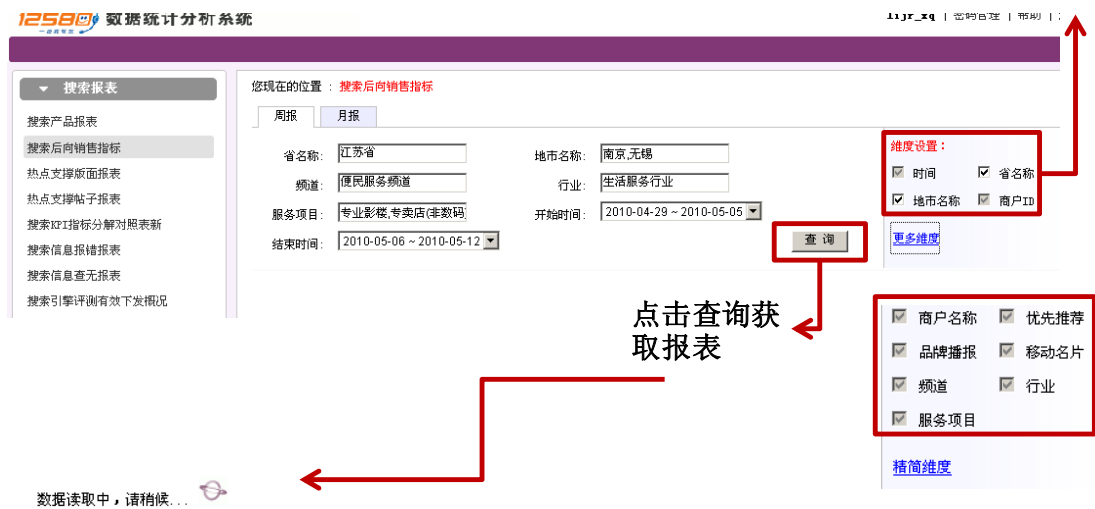 12580 数据统计分析系统
一按我帮您
lijr_xq | 密码管理 | 帮助 |
搜索报表
搜索产品报表
搜索后向销售指标
热点支撑版面报表
热点支撑帖子报表
搜索KPI指标分解对照表新
搜索信息报错报表
搜索信息查无报表
搜索引擎评测有效下发概况
您现在的位置 : 搜索后向销售指标
周报 月报
省名称: 江苏省 地市名称: 南京,无锡
频道: 便民服务频道 行业: 生活服务行业
服务项目: 专业影楼,专卖店(非数码) 开始时间: 2010-04-29 ~ 2010-05-05
结束时间: 2010-05-06 ~ 2010-05-12 查 询
维度设置：
时间 省名称
地市名称 商户ID
更多维度
点击查询获
取报表
商户名称 优先推荐
品牌播报 移动名片
频道 行业
服务项目
精简维度
数据读取中，请稍候...